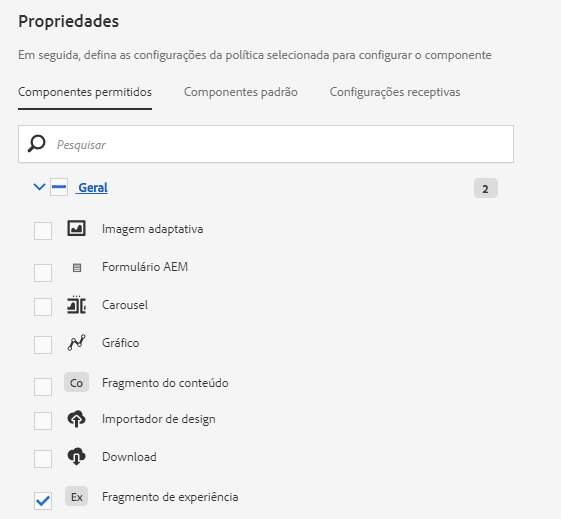 Propriedades
Em seguida, defina as configurações da política selecionada para configurar o componente
Componentes permitidos Componentes padrão Configurações receptivas
Pesquisar
Geral 2
Imagem adaptativa
Formulário AEM
Carousel
Gráfico
Co Fragmento do conteúdo
Importador de design
Download
Ex Fragmento de experiência